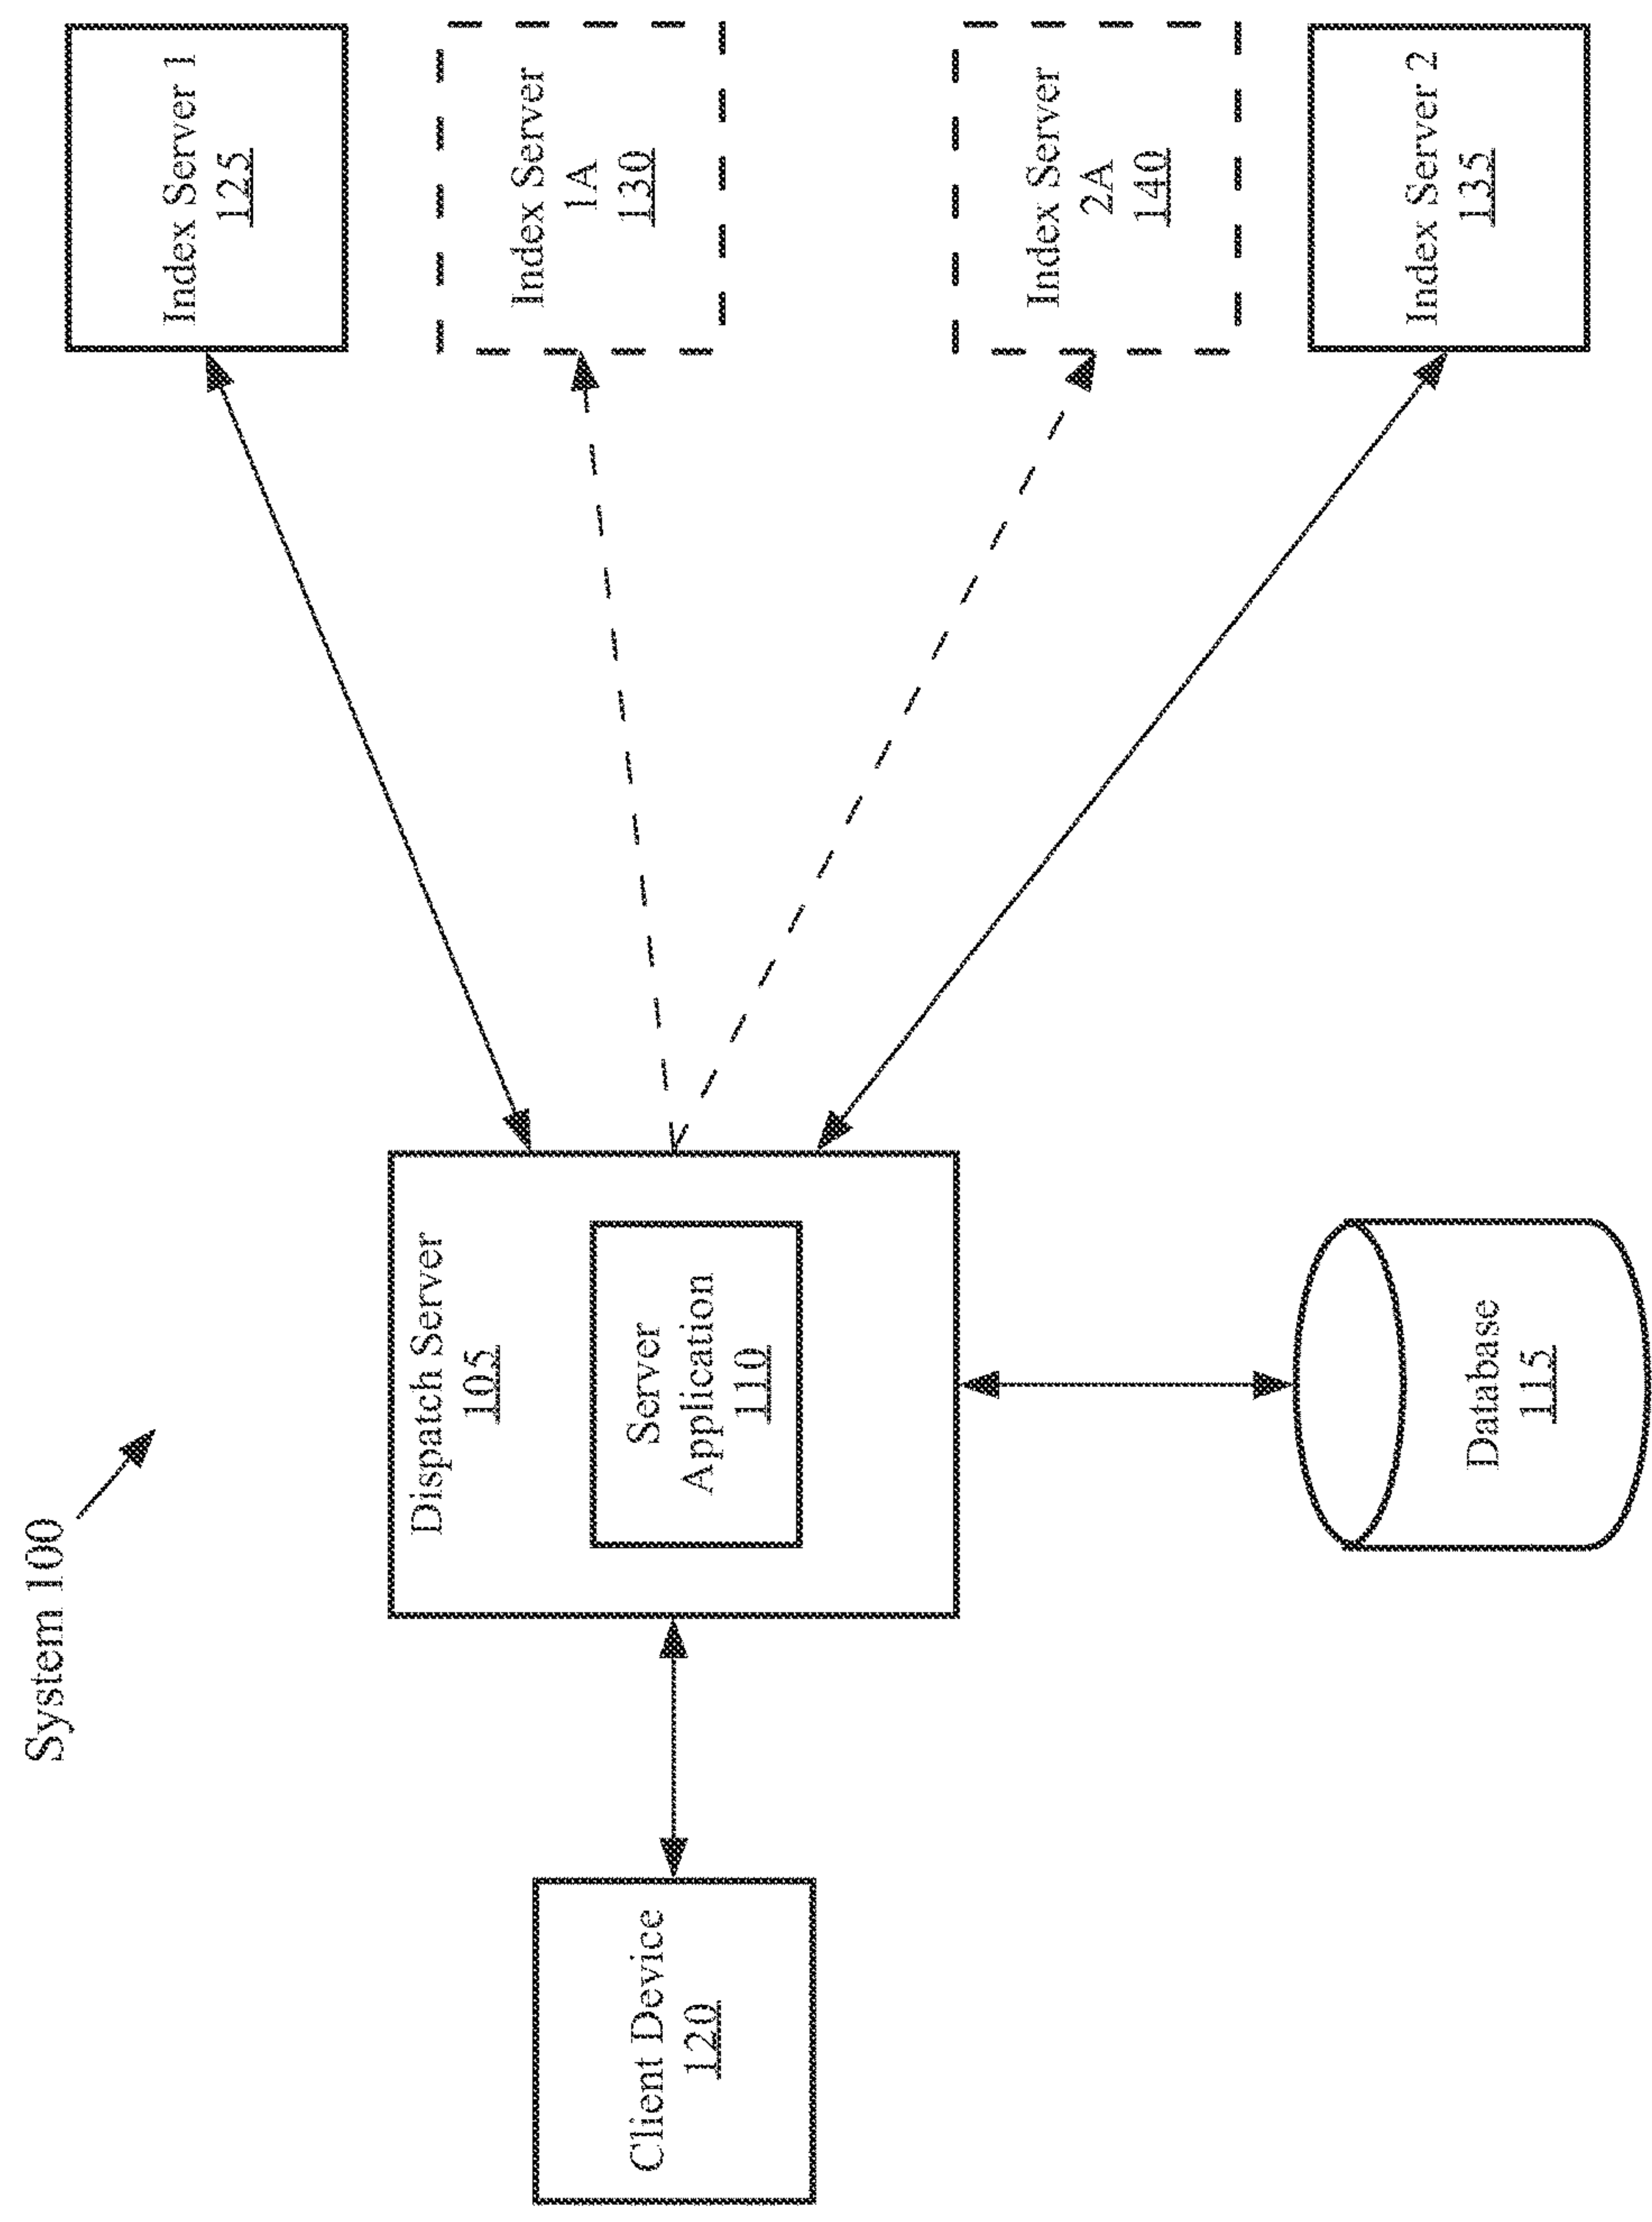 System 100
Client Device
120
Dispatch Server
105
Server
Application
110
Database
115
Index Server 1
125
Index Server
1A
130
Index Server
2A
140
Index Server 2
135